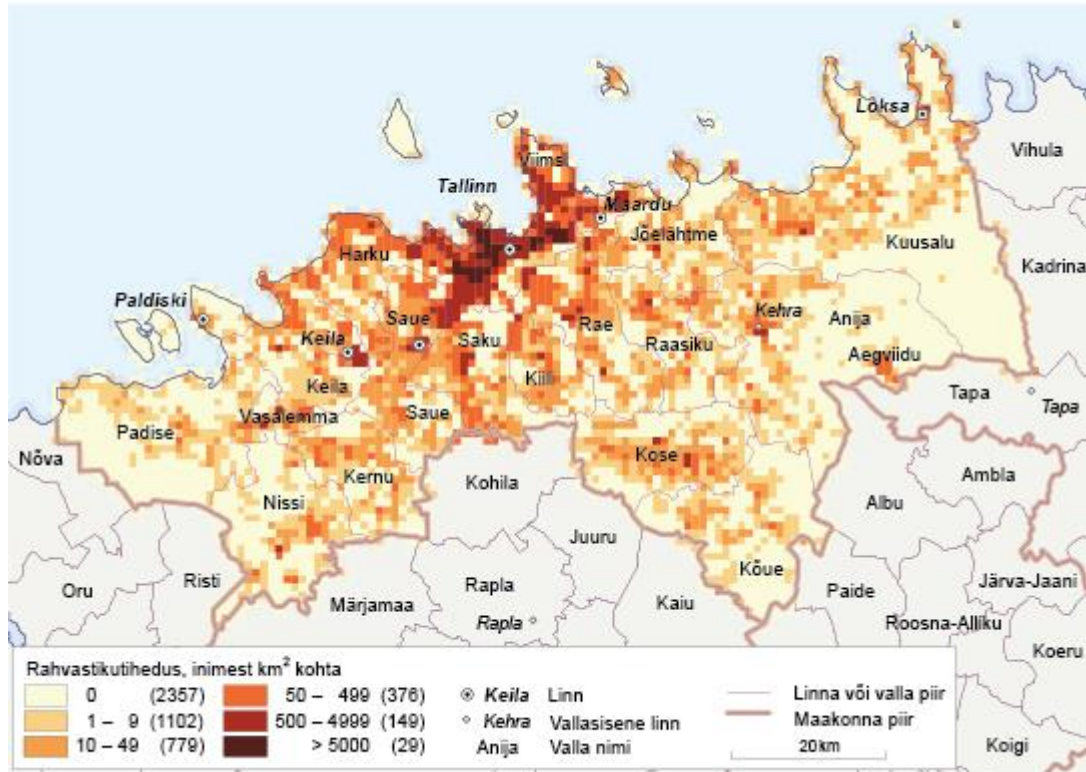 Loksa
Vihula
Viimsi
Tallinn
Maardu
Jõelähtme
Kuusalu
Harku
Kadrina
Paldiski
Saue
Rae
Kehra
Anija
Keila
Saku
Raasiku
Aegviidu
Keila
Kiili
Tapa
Tapa
Vasalemma
Saue
Padise
Kose
Nõva
Kernu
Kohila
Ambla
Nissi
Albu
Juuru
Kõue
Oru
Risti
Rapla
Järva-Jaani
Märjamaa
Kaiu
Paide
Rapla
Roosna-Alliku
Koeru
Rahvastikutihedus, inimest km² kohta
0 (2357) 50 – 499 (376) Keila Linn Linna või valla piir
1 – 9 (1102) 500 – 4999 (149) Kehra Vallasisene linn Maakonna piir
10 – 49 (779) > 5000 (29) Anija Valla nimi 20 km
Koigi